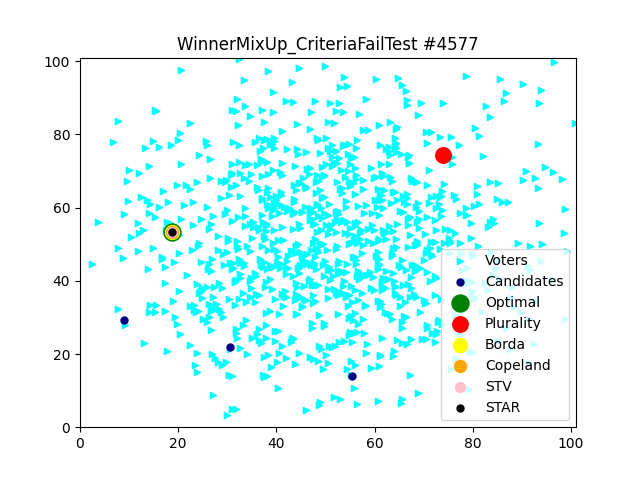 WinnerMixUp_CriteriaFailTest #4577
100
80
60
40
20
0
0 20 40 60 80 100
Voters
Candidates
Optimal
Plurality
Borda
Copeland
STV
STAR